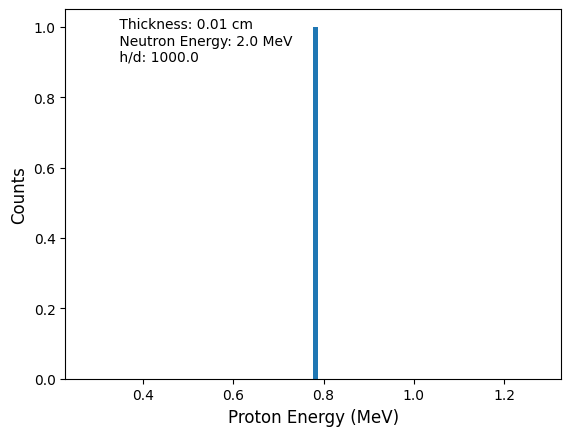 Thickness: 0.01 cm
Neutron Energy: 2.0 MeV
h/d: 1000.0
1.0
0.8
0.6
0.4
0.2
0.0
Counts
0.4 0.6 0.8 1.0 1.2
Proton Energy (MeV)